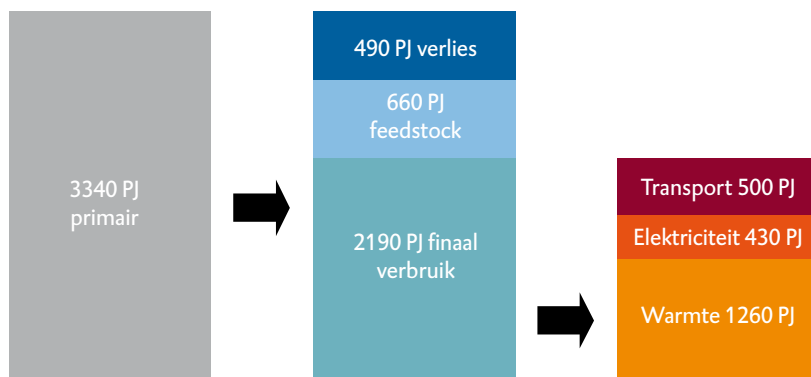 3340 PJ
primair
490 PJ verlies
660 PJ
feedstock
2190 PJ finaal
verbruik
Transport 500 PJ
Elektriciteit 430 PJ
Warmte 1260 PJ